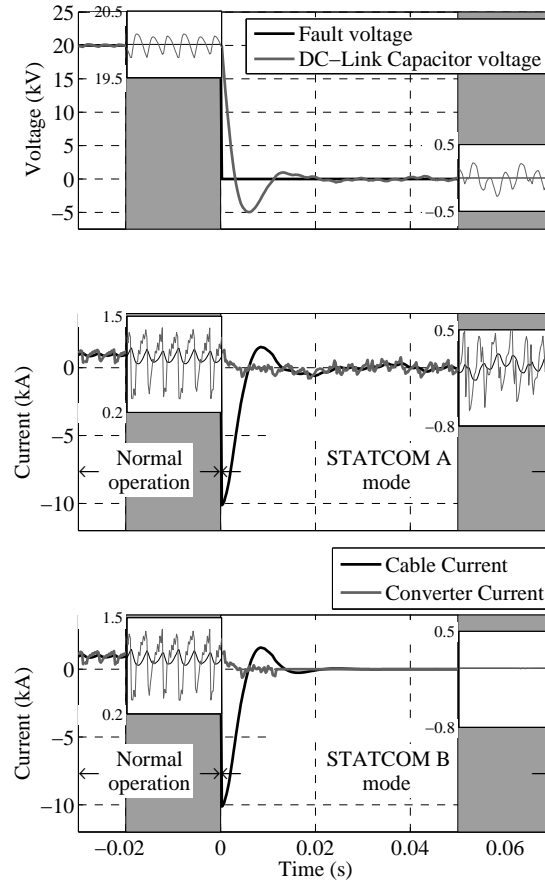 20.5
25
20
15
10
5
0
−5
Voltage (kV)
19.5
Fault voltage
DC−Link Capacitor voltage
0.5
−0.5
1.5
0.2
0
−5
−10
Current (kA)
Normal
operation
STATCOM A
mode
0.5
−0.8
Cable Current
Converter Current
1.5
0.2
0
−5
−10
Current (kA)
Normal
operation
STATCOM B
mode
0.5
−0.8
−0.02
0
0.02
0.04
0.06
Time (s)